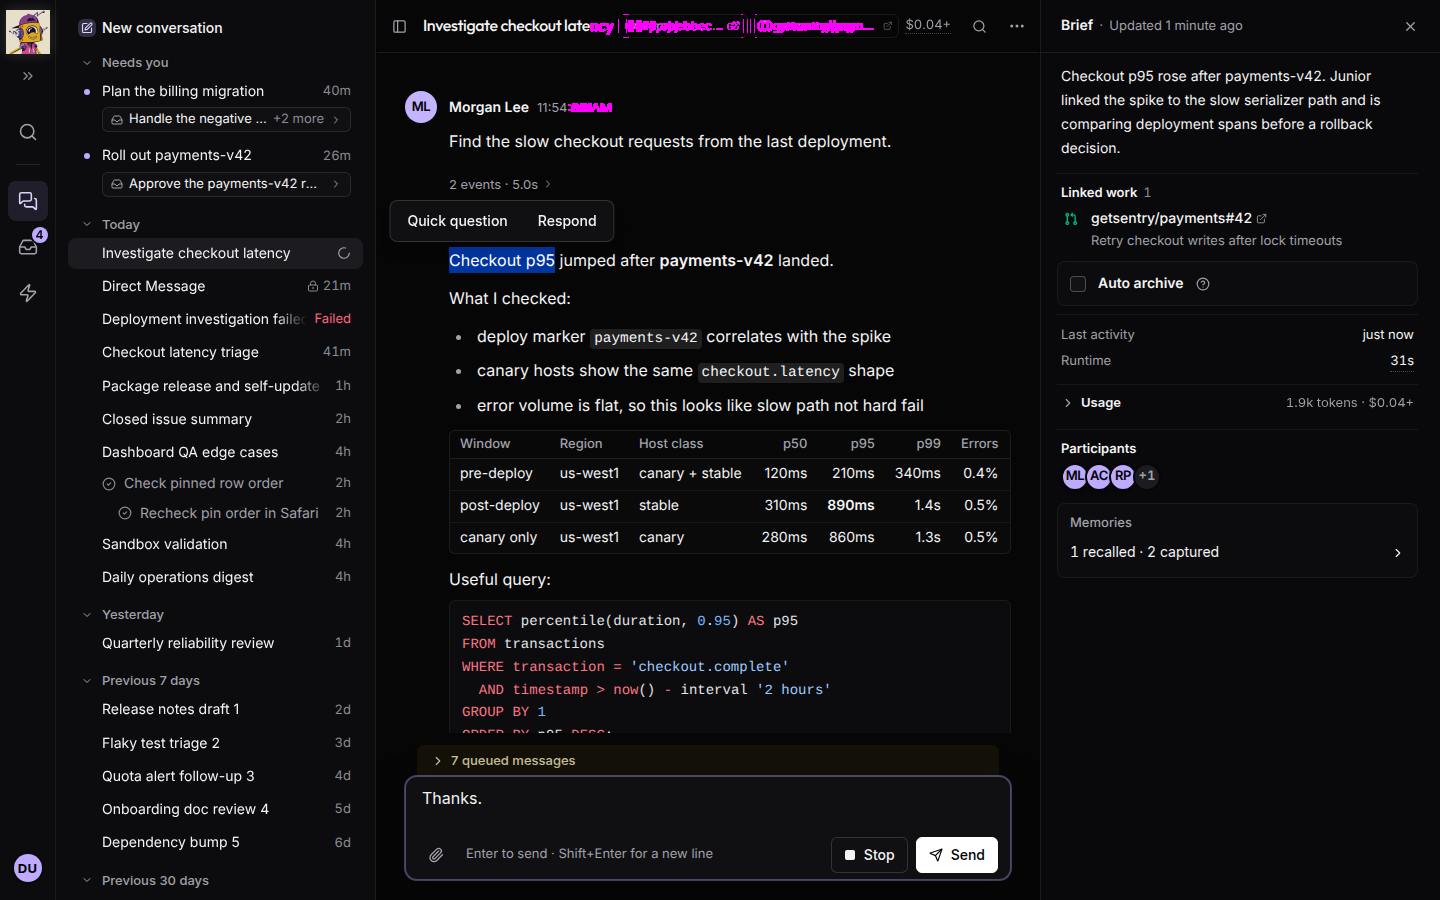 New conversation
Needs you
Plan the billing migration 40m
Handle the negative ... +2 more
Roll out payments-v42 26m
Approve the payments-v42 r...
Today
Investigate checkout latency
4
Direct Message 21m
Deployment investigation failed Failed
Checkout latency triage 41m
Package release and self-update 1h
Closed issue summary 2h
Dashboard QA edge cases 4h
Check pinned row order 2h
Recheck pin order in Safari 2h
Sandbox validation 4h
Daily operations digest 4h
Yesterday
Quarterly reliability review 1d
Previous 7 days
Release notes draft 1 2d
Flaky test triage 2 3d
Quota alert follow-up 3 4d
Onboarding doc review 4 5d
Dependency bump 5 6d
Previous 30 days
DU
Investigate checkout latency $0.04+
ML Morgan Lee 11:54
Find the slow checkout requests from the last deployment.
2 events · 5.0s
Quick question Respond
Checkout p95 jumped after payments-v42 landed.
What I checked:
• deploy marker payments-v42 correlates with the spike
• canary hosts show the same checkout.latency shape
• error volume is flat, so this looks like slow path not hard fail
Window Region Host class p50 p95 p99 Errors
pre-deploy us-west1 canary + stable 120ms 210ms 340ms 0.4%
post-deploy us-west1 stable 310ms 890ms 1.4s 0.5%
canary only us-west1 canary 280ms 860ms 1.3s 0.5%
Useful query:
SELECT percentile(duration, 0.95) AS p95
FROM transactions
WHERE transaction = 'checkout.complete'
AND timestamp > now() - interval '2 hours'
GROUP BY 1
ORDER BY p95 DESC;
7 queued messages
Thanks.
Enter to send · Shift+Enter for a new line
Stop Send
Brief · Updated 1 minute ago
Checkout p95 rose after payments-v42. Junior
linked the spike to the slow serializer path and is
comparing deployment spans before a rollback
decision.
Linked work 1
getsentry/payments#42
Retry checkout writes after lock timeouts
Auto archive
Last activity just now
Runtime 31s
Usage 1.9k tokens · $0.04+
Participants
ML AC RP +1
Memories
1 recalled · 2 captured